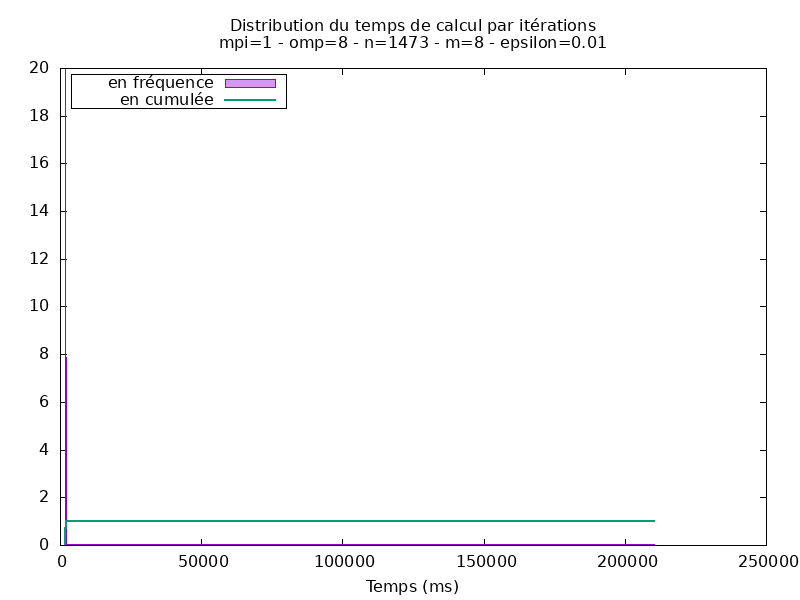 Distribution du temps de calcul par itérations
mpi=1 - omp=8 - n=1473 - m=8 - epsilon=0.01
en fréquence
en cumulée
20
18
16
14
12
10
8
6
4
2
0
0 50000 100000 150000 200000 250000
Temps (ms)